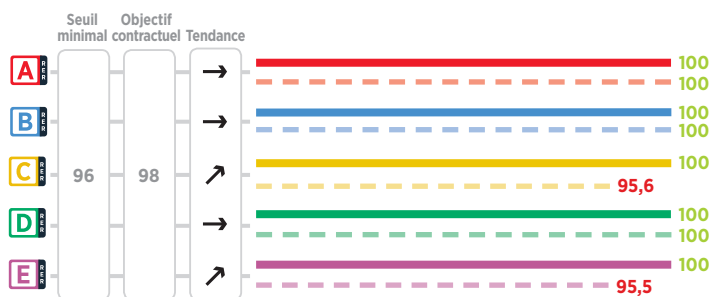 Seuil minimal
Objectif contractuel
Tendance
A RER
100
100
B RER
100
100
96
98
C RER
100
95,6
D RER
100
100
E RER
100
95,5